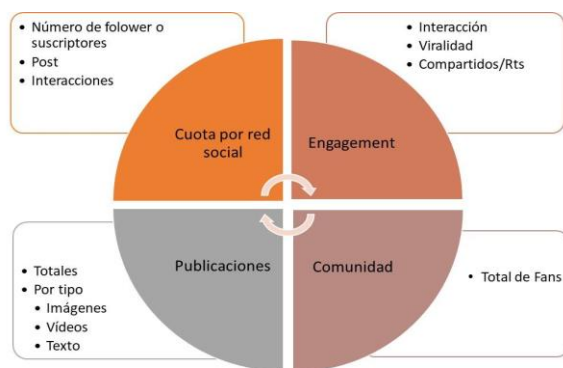 • Número de folower o
suscriptores
• Post
• Interacciones
• Interacción
• Viralidad
• Compartidos/Rts
Cuota por red
social
Engagement
Publicaciones
Comunidad
• Totales
• Por tipo
• Imágenes
• Vídeos
• Texto
• Total de Fans